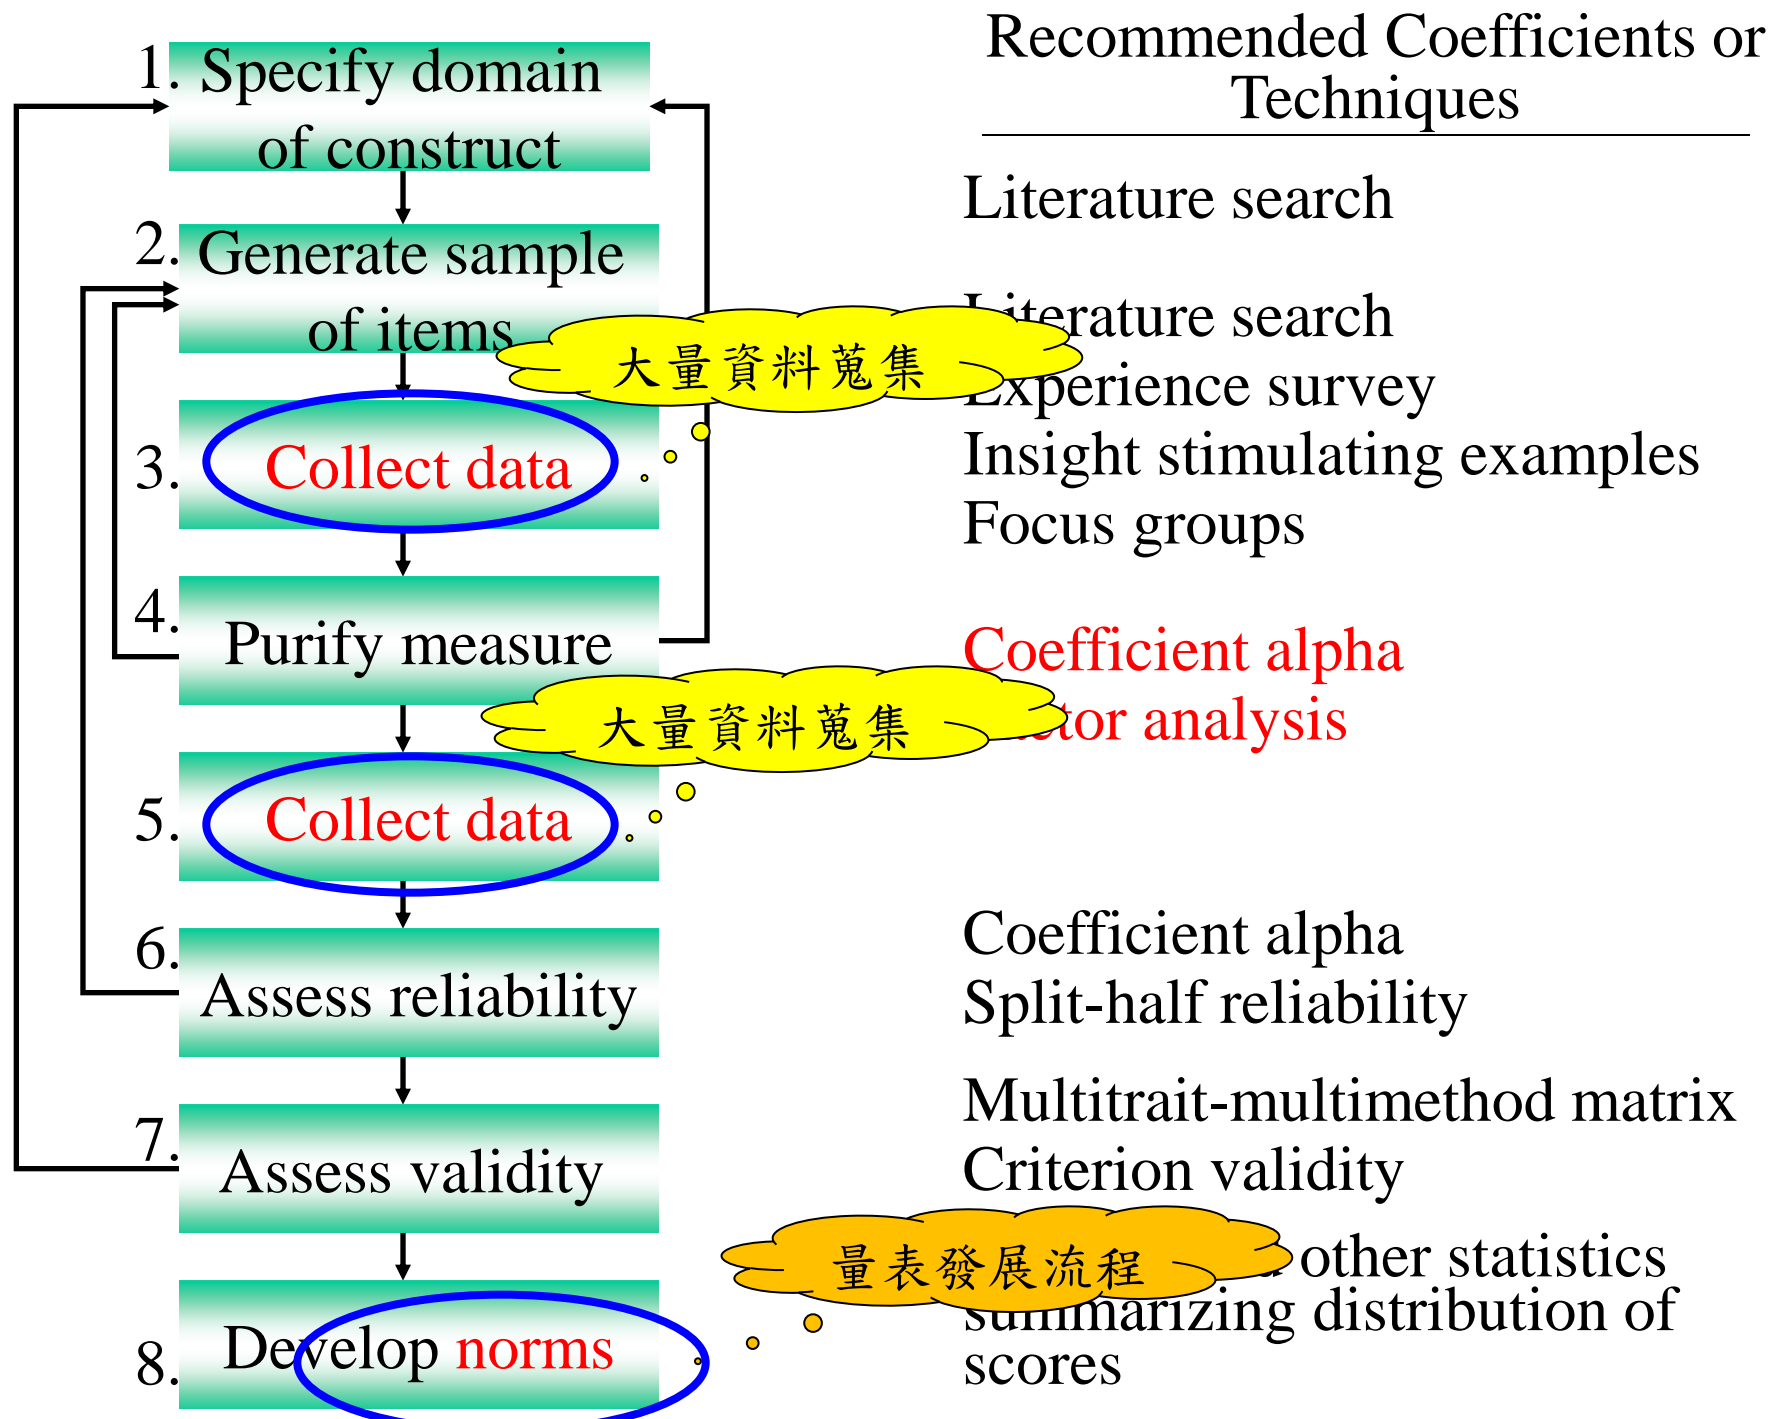 Recommended Coefficients or
Techniques
1. Specify domain
of construct
Literature search
2. Generate sample
of items
大量資料蒐集
Literature search
Experience survey
Insight stimulating examples
Focus groups
3. Collect data
4. Purify measure
Coefficient alpha
大量資料蒐集
analysis
5. Collect data
6. Assess reliability
Coefficient alpha
Split-half reliability
7. Assess validity
Multitrait-multimethod matrix
Criterion validity
量表發展流程
other statistics
summarizing distribution of
scores
8. Develop norms